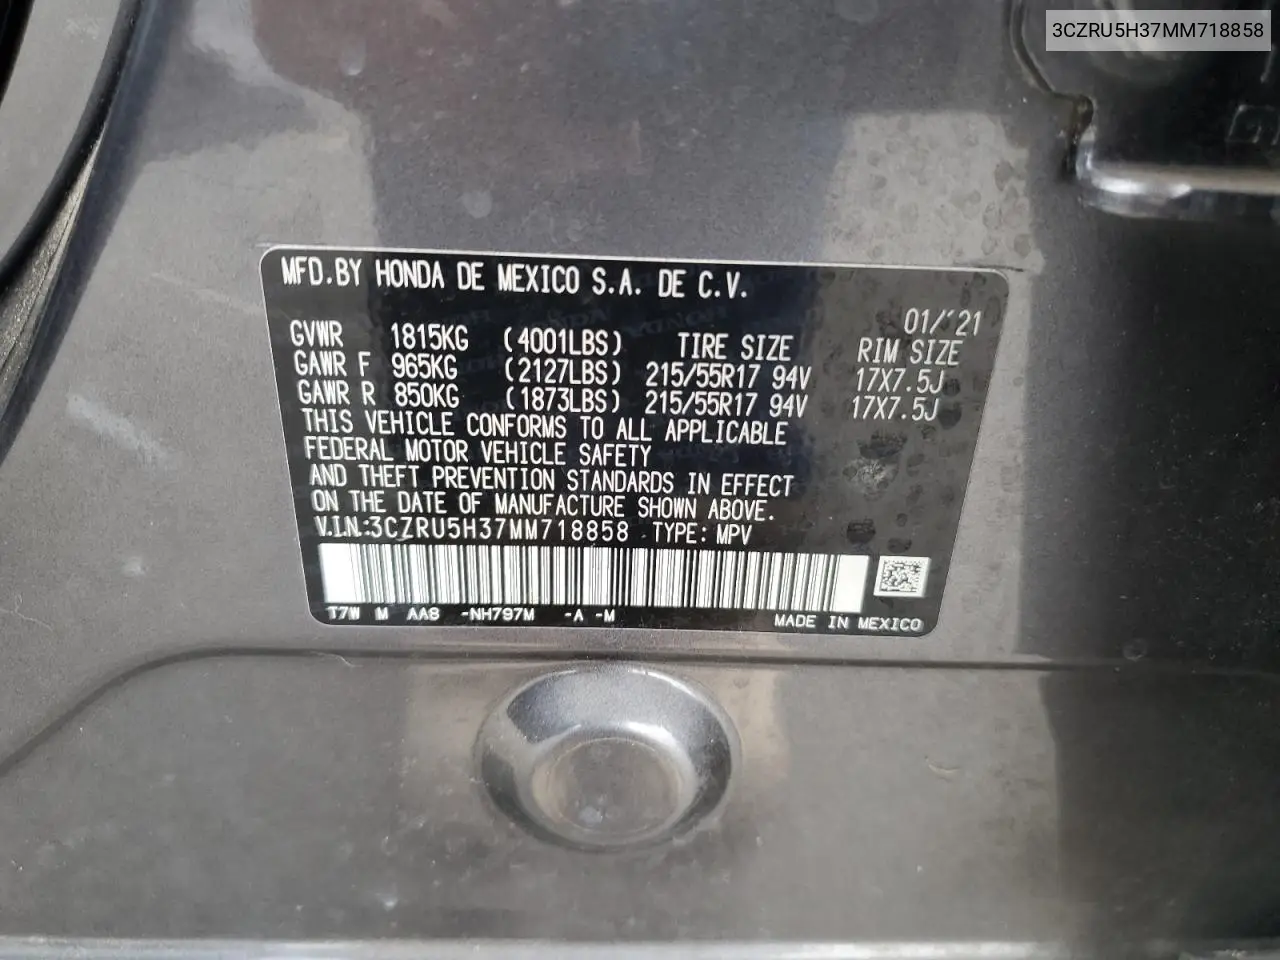 3CZRU5H37MM718858
MFD.BY HONDA DE MEXICO S.A. DE C.V.
01/'21
GVWR 1815KG (4001LBS) TIRE SIZE RIM SIZE
GAWR F 965KG (2127LBS) 215/55R17 94V 17X7.5J
GAWR R 850KG (1873LBS) 215/55R17 94V 17X7.5J
THIS VEHICLE CONFORMS TO ALL APPLICABLE
FEDERAL MOTOR VEHICLE SAFETY
AND THEFT PREVENTION STANDARDS IN EFFECT
ON THE DATE OF MANUFACTURE SHOWN ABOVE.
V.I.N.:3CZRU5H37MM718858 TYPE: MPV
T7W M AA8 -NH797M -A -M MADE IN MEXICO